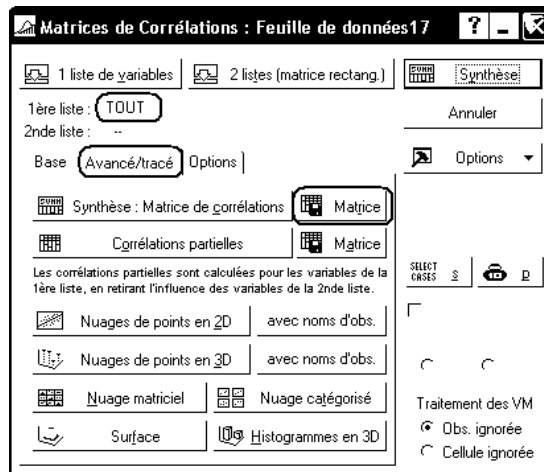 Matrices de Corrélations : Feuille de données17 ? _ X
1 liste de variables 2 listes (matrice rectang.) Synthèse
1ère liste : TOUT Annuler
2nde liste : --
Base Avancé/tracé Options Options
Synthèse : Matrice de corrélations Matrice
Corrélations partielles Matrice
Les corrélations partielles sont calculées pour les variables de la
1ère liste, en retirant l'influence des variables de la 2nde liste.
SELECT CASES S D
Nuages de points en 2D avec noms d'obs.
Nuages de points en 3D avec noms d'obs.
Nuage matriciel Nuage catégorisé Traitement des VM
Surface Histogrammes en 3D Obs. ignorée
Cellule ignorée